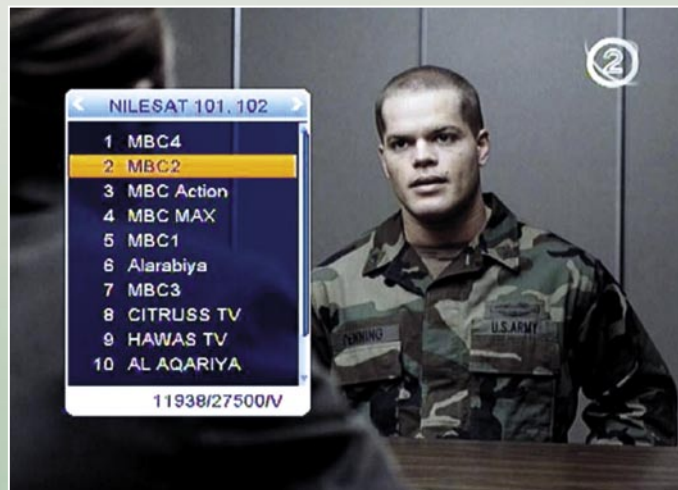 NILESAT 101, 102
1 MBC4
2 MBC2
3 MBC Action
4 MBC MAX
5 MBC1
6 Alarabiya
7 MBC3
8 CITRUSS TV
9 HAWAS TV
10 AL AQARIYA
11938/27500/V
2
U.S. ARMY